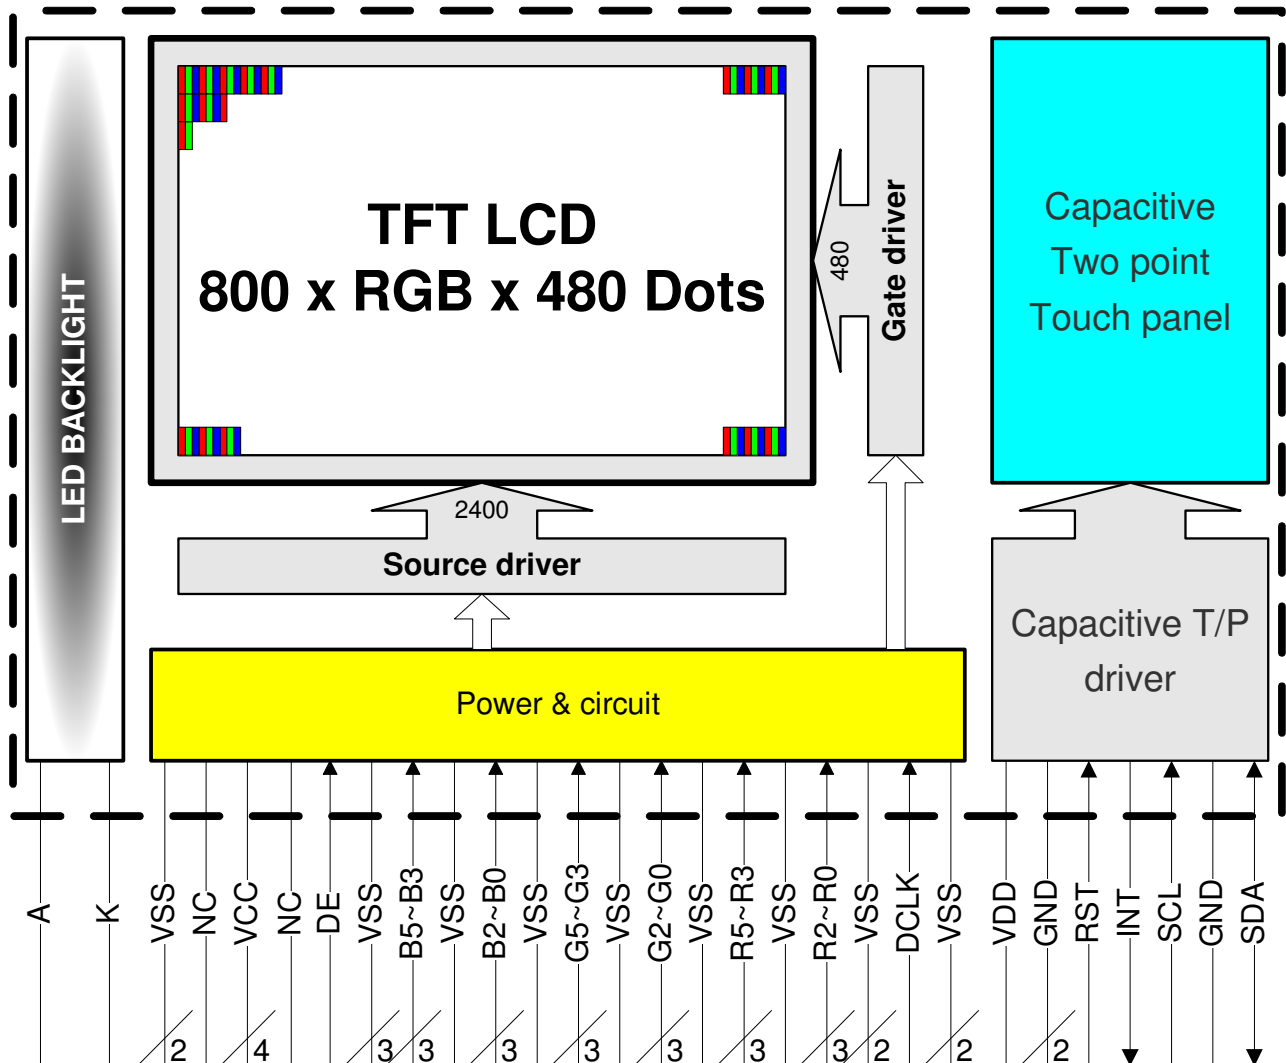 LED BACKLIGHT
TFT LCD
800 x RGB x 480 Dots
480
Gate driver
Capacitive
Two point
Touch panel
2400
Source driver
Capacitive T/P
driver
Power & circuit
A
K
VSS
NC
VCC
NC
DE
VSS
B5~B3
VSS
B2~B0
VSS
G5~G3
VSS
G2~G0
VSS
R5~R3
VSS
R2~R0
VSS
DCLK
VSS
VDD
GND
RST
INT
SCL
GND
SDA
2
4
3
3
3
3
3
3
3
2
2
2